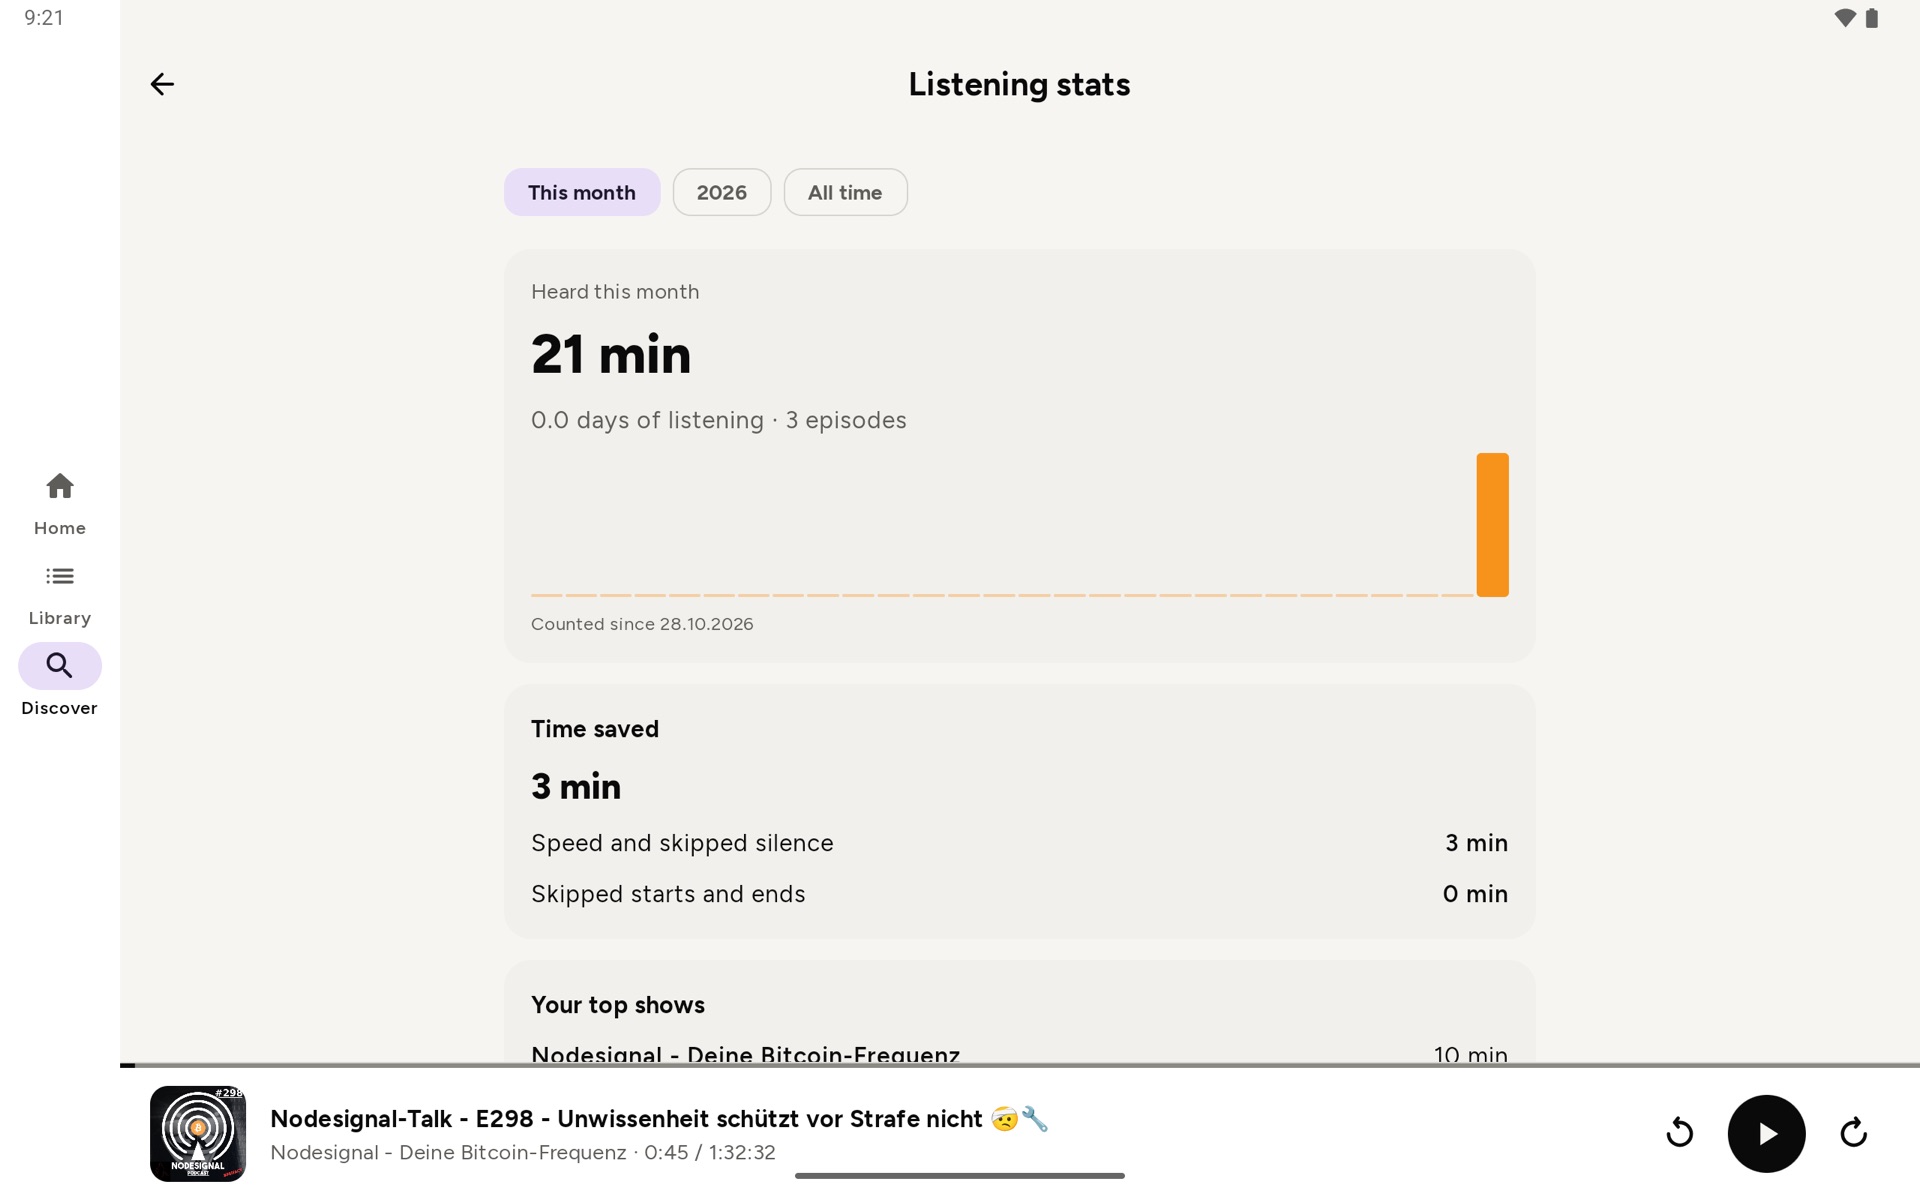 9:21
Listening stats
This month
2026
All time
Heard this month
21 min
0.0 days of listening · 3 episodes
Counted since 28.10.2026
Home
Library
Discover
Time saved
3 min
Speed and skipped silence 3 min
Skipped starts and ends 0 min
Your top shows
Nodesignal - Deine Bitcoin-Frequenz 10 min
#298
NODESIGNAL
PODCAST
Nodesignal-Talk - E298 - Unwissenheit schützt vor Strafe nicht 🤕🔧
Nodesignal - Deine Bitcoin-Frequenz · 0:45 / 1:32:32